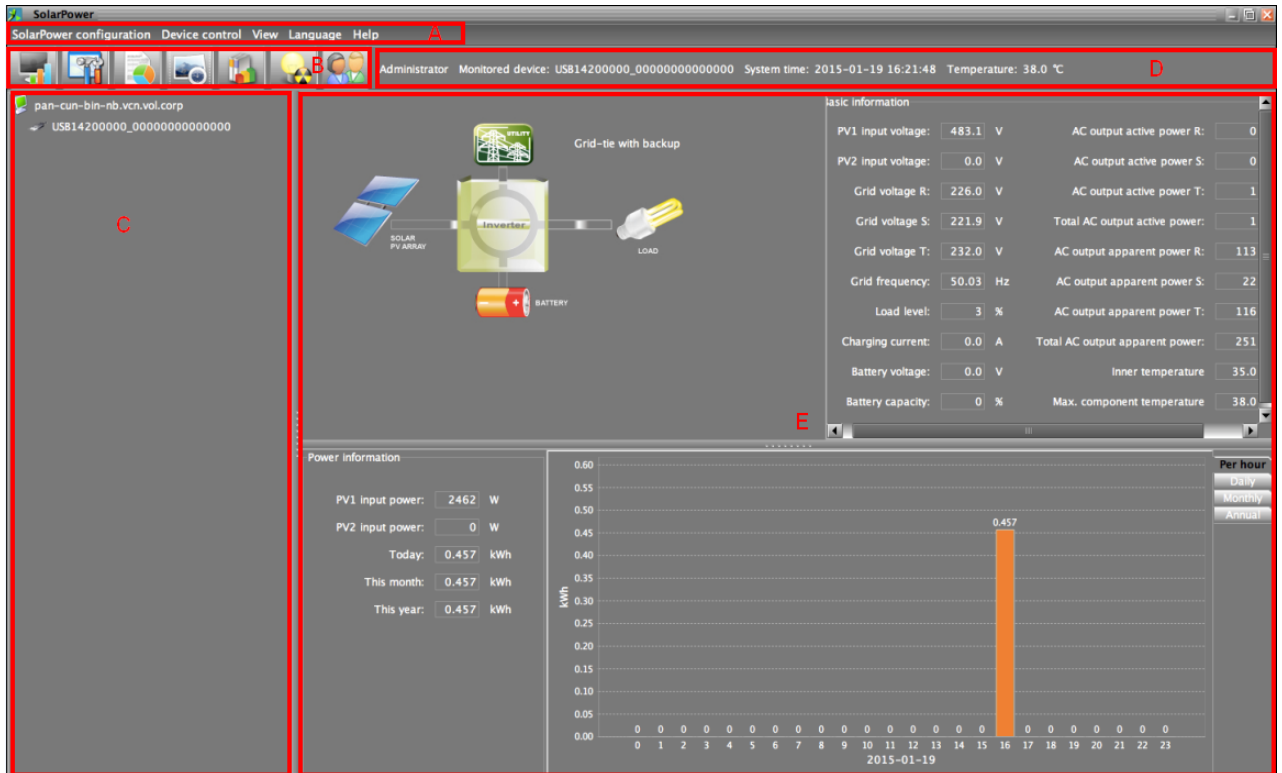 SolarPower
SolarPower configuration Device control View Language Help A
B
Administrator Monitored device: USB14200000_00000000000000 System time: 2015-01-19 16:21:48 Temperature: 38.0 ℃ D
pan-cun-bin-nb.vcn.vol.corp
USB14200000_00000000000000
C
UTILITY
Grid-tie with backup
SOLAR
PV ARRAY
Inverter
LOAD
+
BATTERY
E
Basic information
PV1 input voltage: 483.1 V AC output active power R: 0
PV2 input voltage: 0.0 V AC output active power S: 0
Grid voltage R: 226.0 V AC output active power T: 1
Grid voltage S: 221.9 V Total AC output active power: 1
Grid voltage T: 232.0 V AC output apparent power R: 113
Grid frequency: 50.03 Hz AC output apparent power S: 22
Load level: 3 % AC output apparent power T: 116
Charging current: 0.0 A Total AC output apparent power: 251
Battery voltage: 0.0 V Inner temperature 35.0
Battery capacity: 0 % Max. component temperature 38.0
Power information
PV1 input power: 2462 W
PV2 input power: 0 W
Today: 0.457 kWh
This month: 0.457 kWh
This year: 0.457 kWh
kWh
0.60
0.55
0.50
0.45
0.40
0.35
0.30
0.25
0.20
0.15
0.10
0.05
0.00
0.457
0 0 0 0 0 0 0 0 0 0 0 0 0 0 0 0 0 0 0 0 0 0 0
0 1 2 3 4 5 6 7 8 9 10 11 12 13 14 15 16 17 18 19 20 21 22 23
2015-01-19
Per hour
Daily
Monthly
Annual